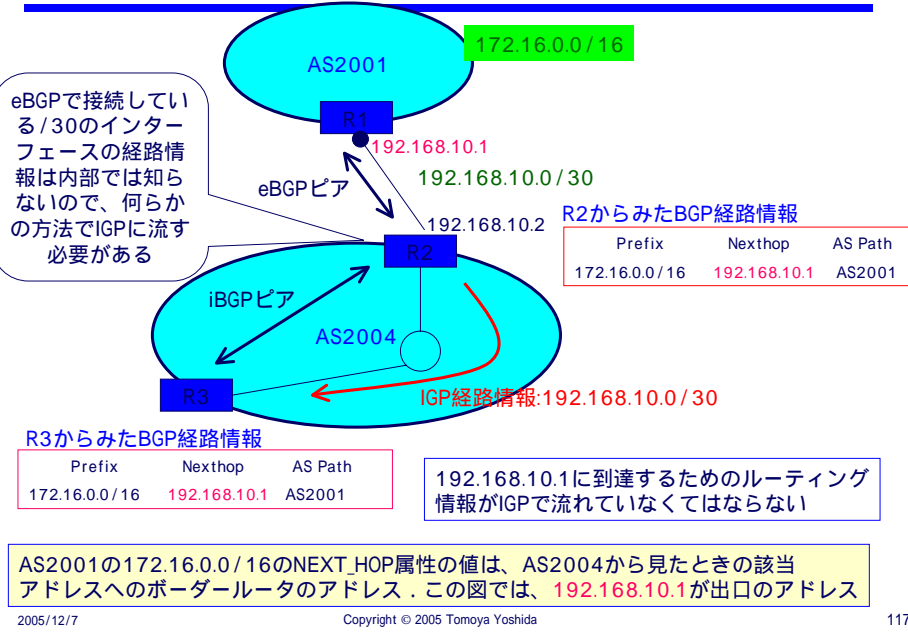 172.16.0.0/16
AS2001
R1
eBGPで接続してい
る/30のインター
フェースの経路情
報は内部では知ら
ないので、何らか
の方法でIGPに流す
必要がある
192.168.10.1
eBGPピア
192.168.10.0/30
192.168.10.2
R2
R2からみたBGP経路情報
Prefix Nexthop AS Path
172.16.0.0/16 192.168.10.1 AS2001
iBGPピア
AS2004
R3
IGP経路情報:192.168.10.0/30
R3からみたBGP経路情報
Prefix Nexthop AS Path
172.16.0.0/16 192.168.10.1 AS2001
192.168.10.1に到達するためのルーティング
情報がIGPで流れていなくてはならない
AS2001の172.16.0.0/16のNEXT_HOP属性の値は、AS2004から見たときの該当
アドレスへのボーダールータのアドレス．この図では、192.168.10.1が出口のアドレス
2005/12/7 Copyright © 2005 Tomoya Yoshida 117